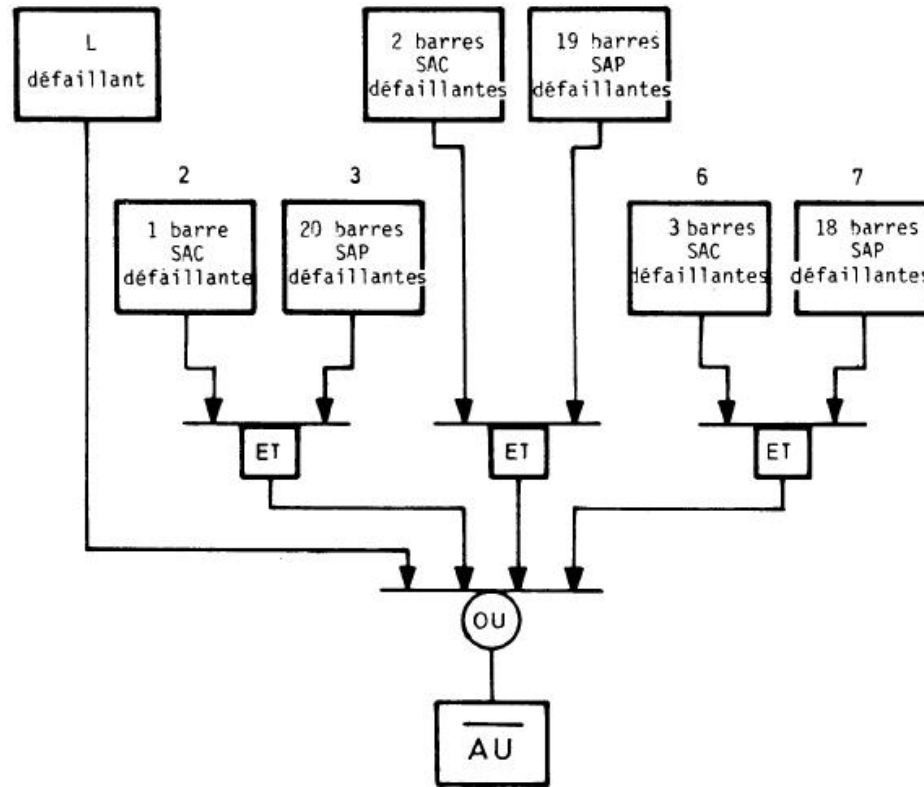 L
défaillant
2 barres
SAC
défaillantes
19 barres
SAP
défaillantes
2
3
6
7
1 barre
SAC
défaillante
20 barres
SAP
défaillantes
3 barres
SAC
défaillantes
18 barres
SAP
défaillantes
ET
ET
ET
OU
AU